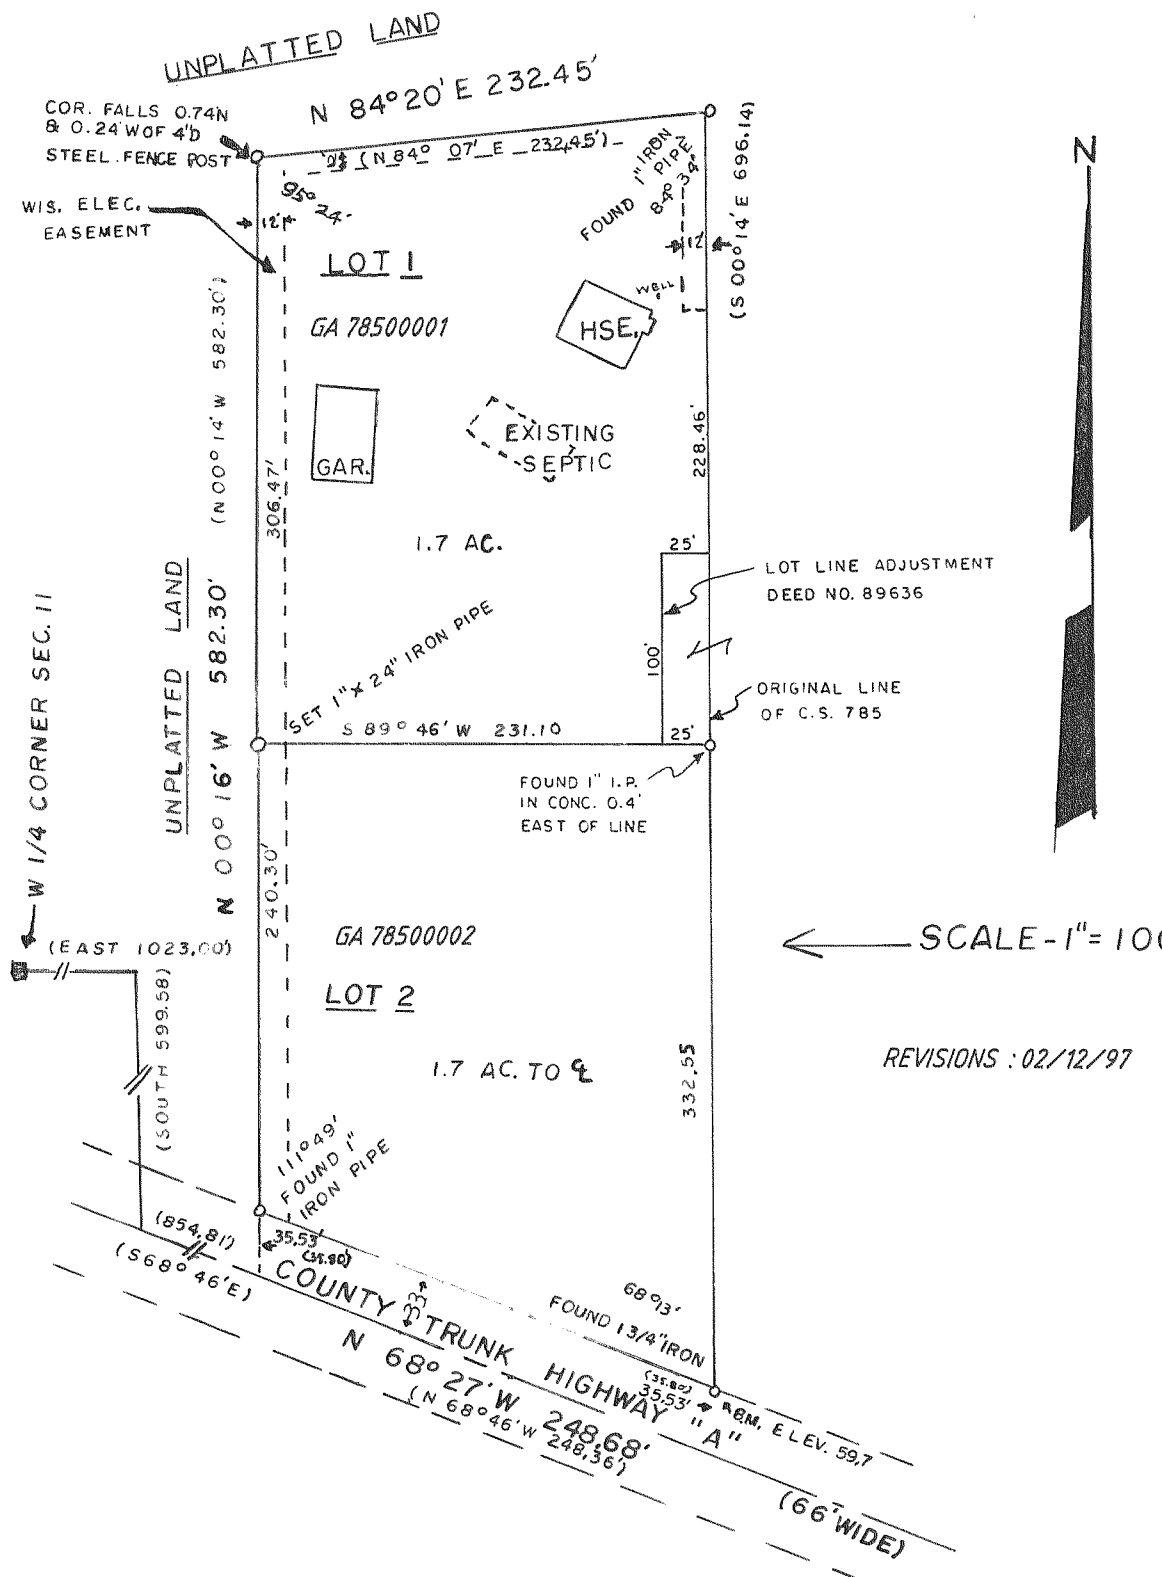 UNPLATTED LAND
N 84°20' E 232.45'
(N 84° 07' E 232.45')
COR. FALLS 0.74'N
& 0.24' W OF 4"D
STEEL FENCE POST
95° 24'
FOUND 1" IRON
PIPE
84° 34'
(S 00° 14' E 696.14)
N
WIS. ELEC.
EASEMENT
12'
12'
LOT 1
GA 78500001
WELL
HSE.
(N 00° 14' W 582.30')
GAR.
EXISTING
SEPTIC
306.47'
228.46'
1.7 AC.
25'
LOT LINE ADJUSTMENT
DEED NO. 89636
100'
UNPLATTED LAND
N 00° 16' W 582.30'
SET 1" X 24" IRON PIPE
S 89° 46' W 231.10
25'
ORIGINAL LINE
OF C.S. 785
FOUND 1" I.P.
IN CONC. 0.4'
EAST OF LINE
W 1/4 CORNER SEC. 11
(EAST 1023.00')
240.30'
GA 78500002
SCALE - 1" = 100
LOT 2
(SOUTH 599.58)
1.7 AC. TO ℄
332.55
REVISIONS : 02/12/97
111° 49'
FOUND 1"
IRON PIPE
(854.81')
(S 68° 46' E)
35.53'
(35.80)
33'
68° 13'
FOUND 1 3/4" IRON
(35.80)
35.53'
B.M. ELEV. 59.7
COUNTY TRUNK HIGHWAY "A"
N 68° 27' W 248.68'
(N 68° 46' W 248.36')
(66' WIDE)